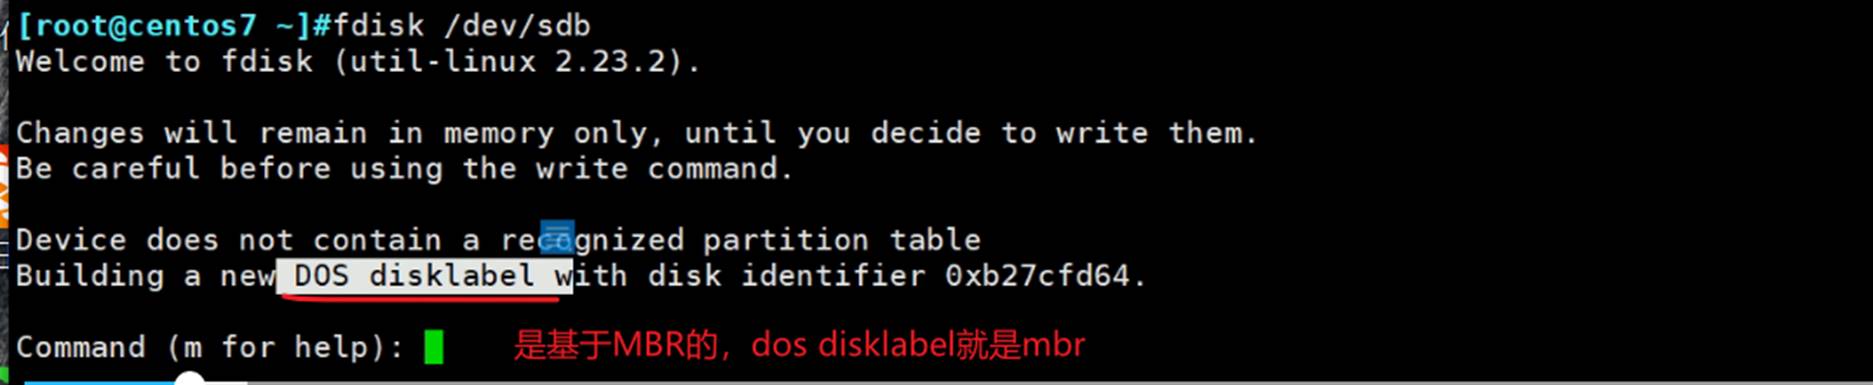 [root@centos7 ~]#fdisk /dev/sdb
Welcome to fdisk (util-linux 2.23.2).
Changes will remain in memory only, until you decide to write them.
Be careful before using the write command.
Device does not contain a recognized partition table
Building a new DOS disklabel with disk identifier 0xb27cfd64.
Command (m for help): 是基于MBR的，dos disklabel就是mbr